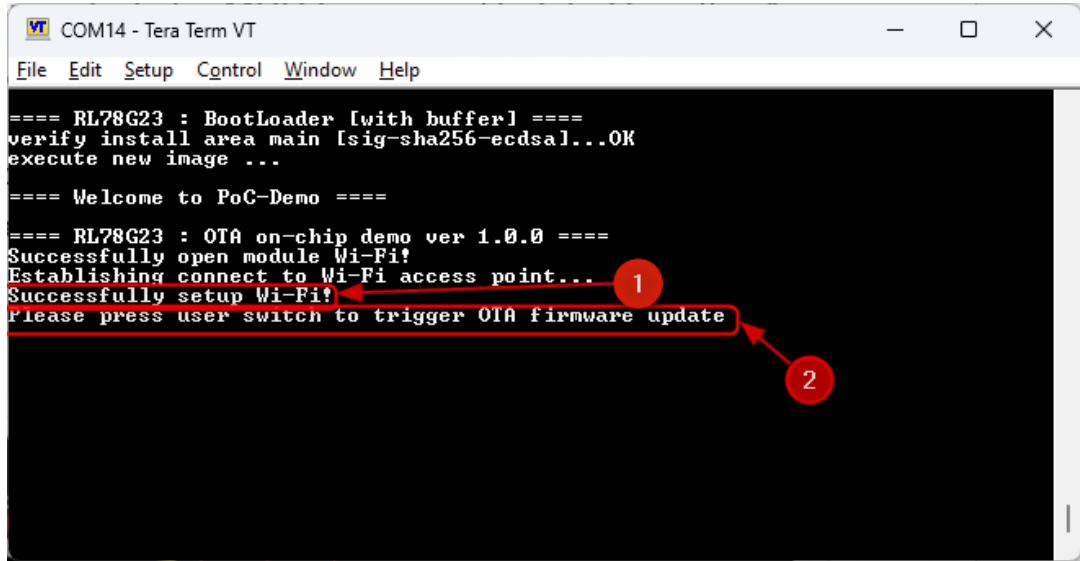 COM14 - Tera Term VT
File Edit Setup Control Window Help
==== RL78G23 : BootLoader [with buffer] ====
verify install area main [sig-sha256-ecdsa]...OK
execute new image ...
==== Welcome to PoC-Demo ====
==== RL78G23 : OTA on-chip demo ver 1.0.0 ====
Successfully open module Wi-Fi!
Establishing connect to Wi-Fi access point...
1
Successfully setup Wi-Fi!
Please press user switch to trigger OTA firmware update
2